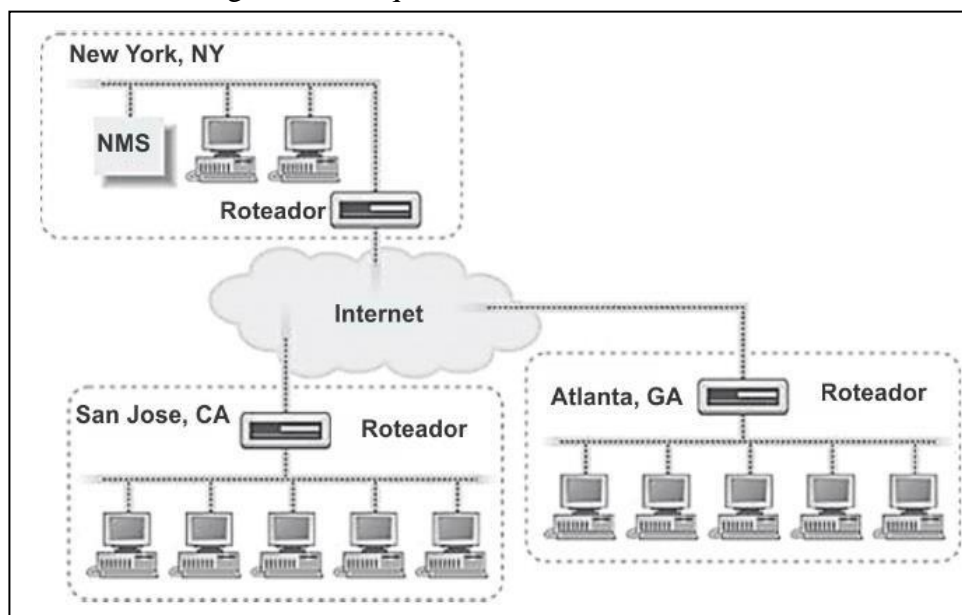 New York, NY
NMS
Roteador
Internet
San Jose, CA
Roteador
Atlanta, GA
Roteador